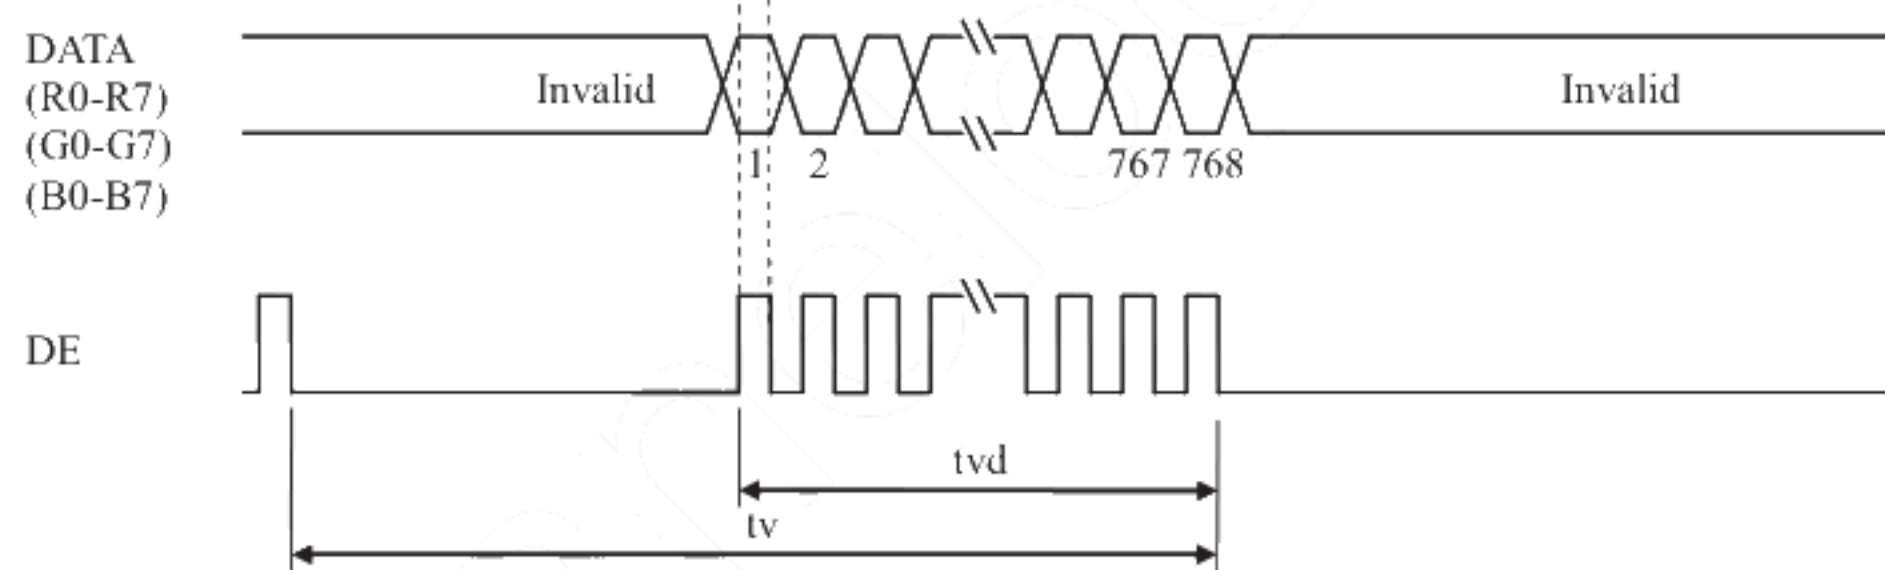 DATA
(R0-R7)
(G0-G7)
(B0-B7)
Invalid
Invalid
1 2 767 768
DE
tvd
tv